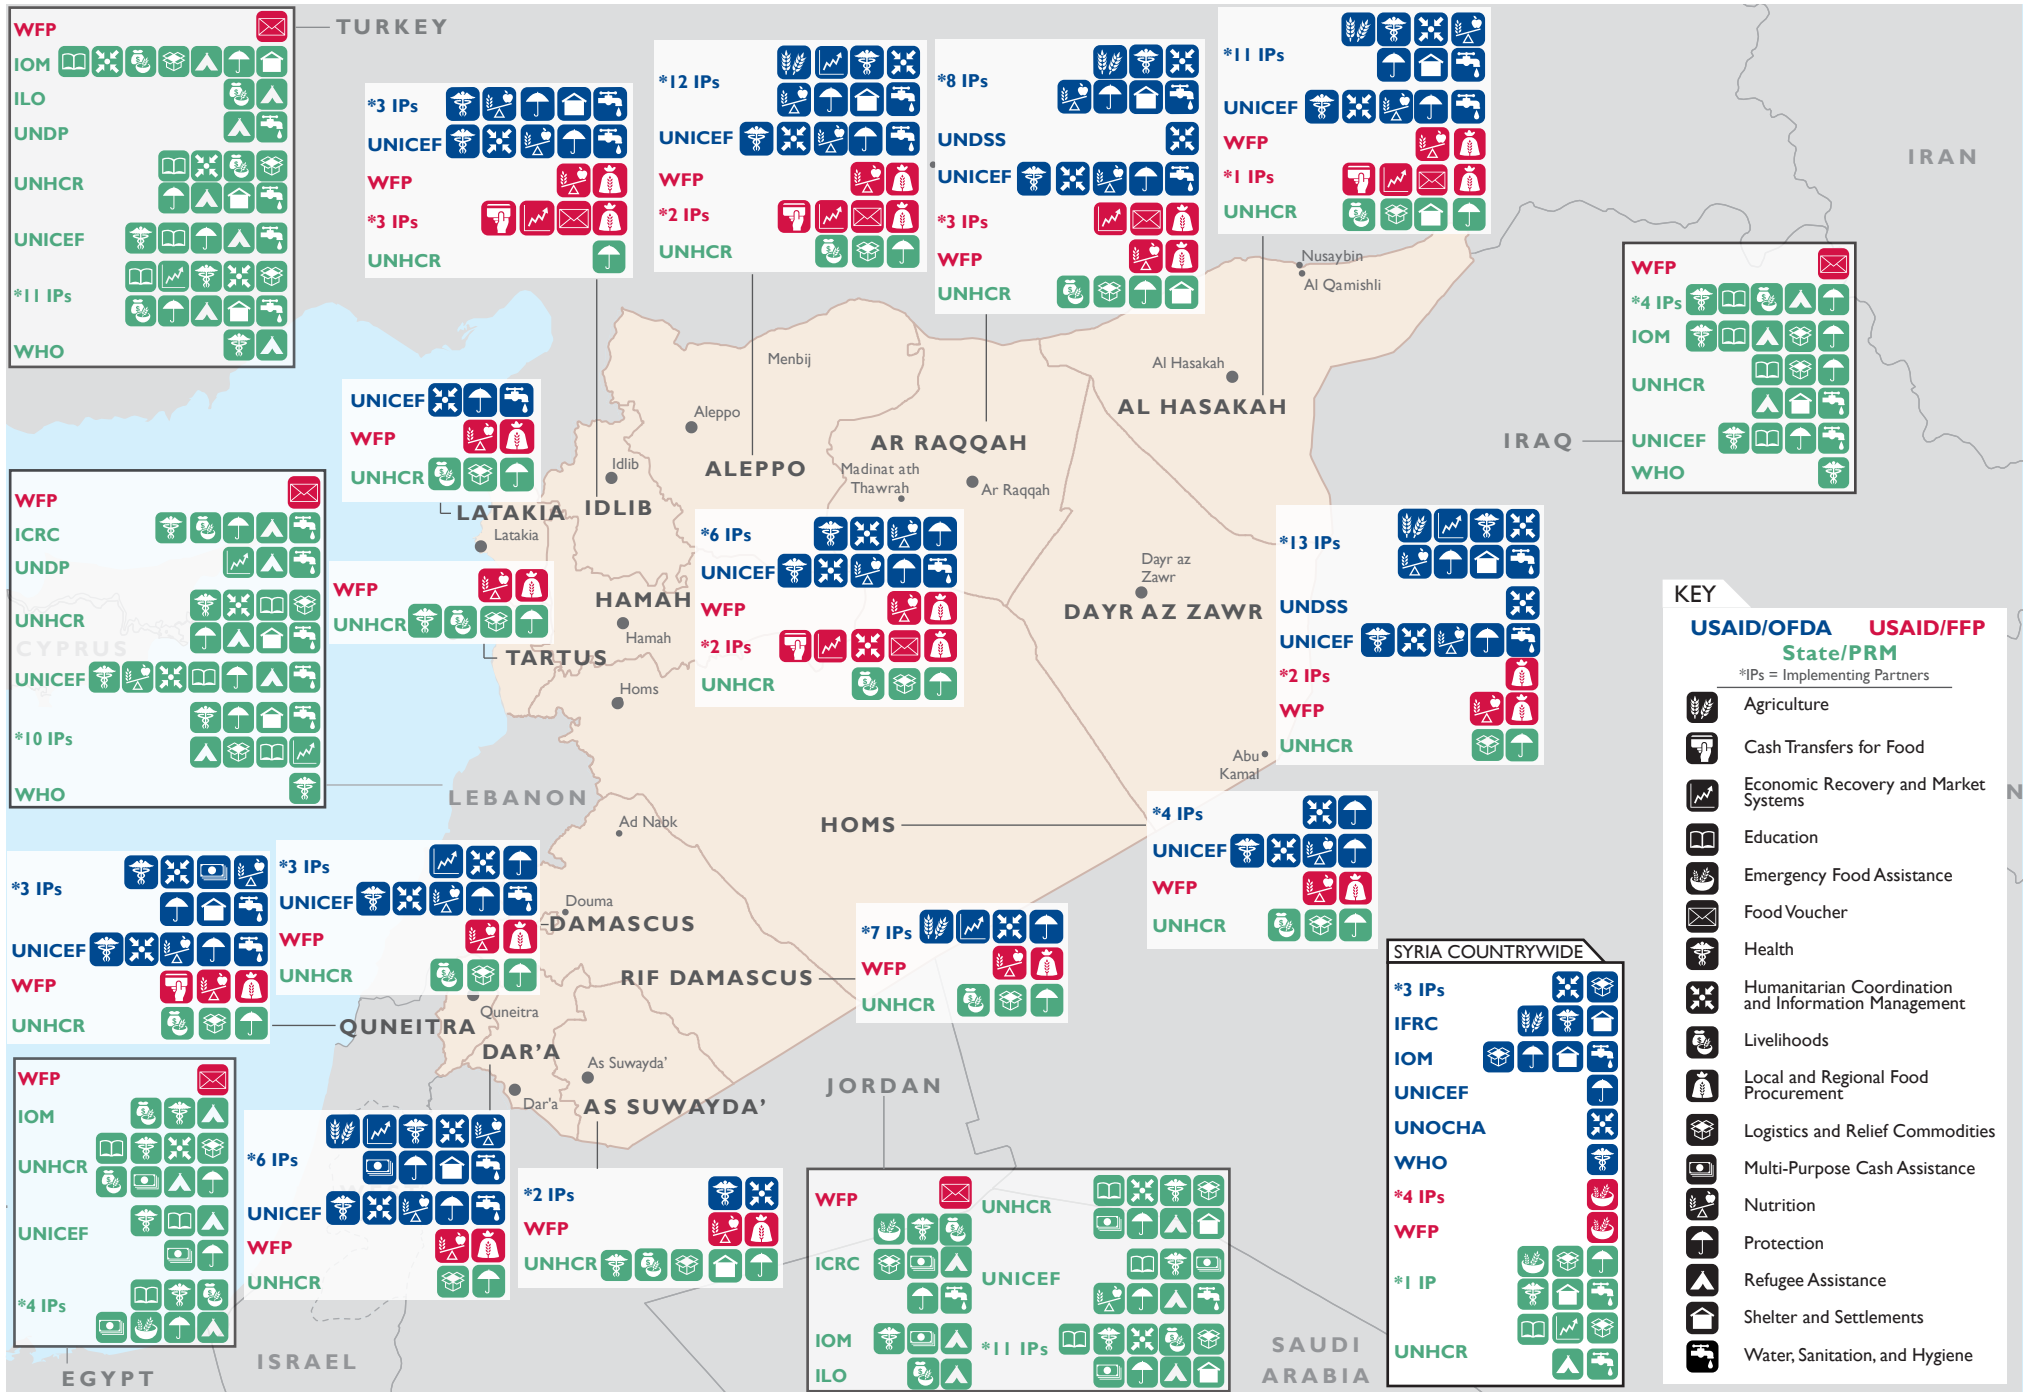 TURKEY
WFP
IOM
ILO
UNDP
UNHCR
UNICEF
*11 IPs
WHO
*3 IPs
UNICEF
WFP
*3 IPs
UNHCR
*12 IPs
UNICEF
WFP
*2 IPs
UNHCR
*8 IPs
UNDSS
UNICEF
*3 IPs
WFP
UNHCR
*11 IPs
UNICEF
WFP
*1 IPs
UNHCR
IRAN
Nusaybin
Al Qamishli
WFP
*4 IPs
IOM
UNHCR
UNICEF
WHO
IRAQ
Menbij
Al Hasakah
AL HASAKAH
Aleppo
ALEPPO
AR RAQQAH
Madinat ath
Thawrah
Ar Raqqah
UNICEF
WFP
UNHCR
LATAKIA
Latakia
Idlib
IDLIB
WFP
ICRC
UNDP
UNHCR
CYPRUS
UNICEF
*10 IPs
WHO
LEBANON
WFP
UNHCR
TARTUS
HAMAH
Hamah
Homs
*6 IPs
UNICEF
WFP
*2 IPs
UNHCR
Dayr az
Zawr
DAYR AZ ZAWR
Abu
Kamal
*13 IPs
UNDSS
UNICEF
*2 IPs
WFP
UNHCR
HOMS
*4 IPs
UNICEF
WFP
UNHCR
Ad Nabk
*3 IPs
UNICEF
WFP
UNHCR
*3 IPs
UNICEF
WFP
UNHCR
Douma
DAMASCUS
RIF DAMASCUS
*7 IPs
WFP
UNHCR
QUNEITRA
Quneitra
DAR'A
Dar'a
As Suwayda'
AS SUWAYDA'
JORDAN
WFP
IOM
UNHCR
UNICEF
*4 IPs
EGYPT
ISRAEL
*6 IPs
UNICEF
WFP
UNHCR
*2 IPs
WFP
UNHCR
WFP
ICRC
IOM
ILO
UNHCR
UNICEF
*11 IPs
SAUDI
ARABIA
SYRIA COUNTRYWIDE
*3 IPs
IFRC
IOM
UNICEF
UNOCHA
WHO
*4 IPs
WFP
*1 IP
UNHCR
KEY
USAID/OFDA USAID/FFP
State/PRM
*IPs = Implementing Partners
Agriculture
Cash Transfers for Food
Economic Recovery and Market
Systems
Education
Emergency Food Assistance
Food Voucher
Health
Humanitarian Coordination
and Information Management
Livelihoods
Local and Regional Food
Procurement
Logistics and Relief Commodities
Multi-Purpose Cash Assistance
Nutrition
Protection
Refugee Assistance
Shelter and Settlements
Water, Sanitation, and Hygiene